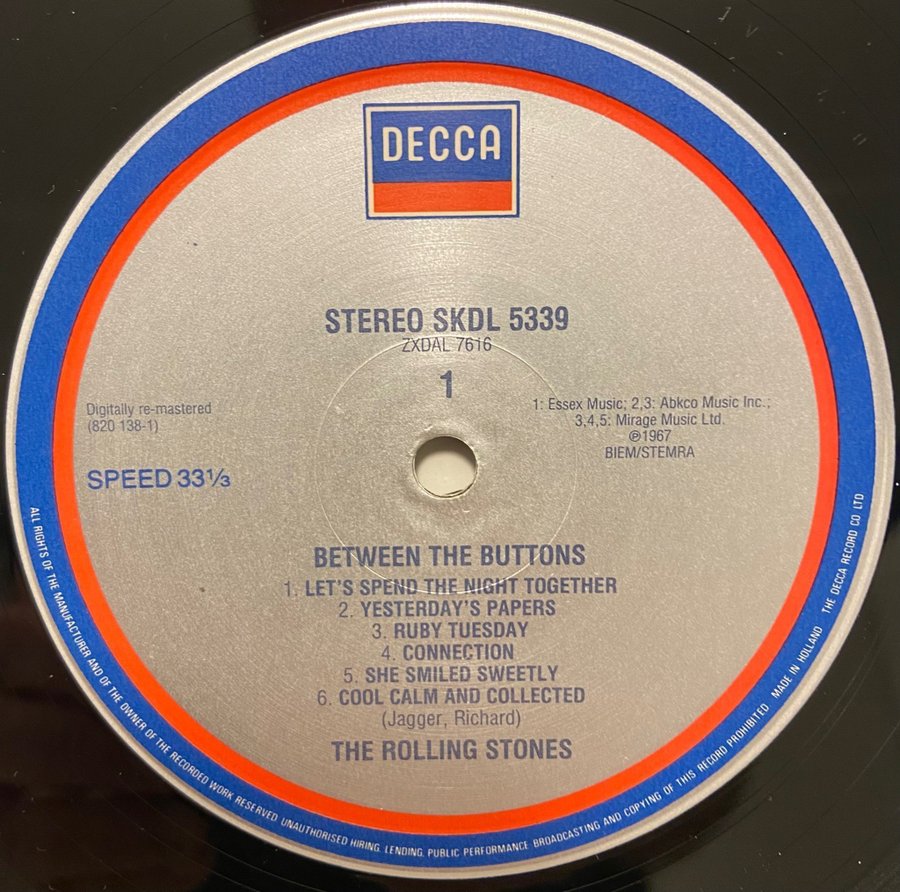 DECCA
STEREO SKDL 5339
ZXDAL 7616
1
Digitally re-mastered
(820 138-1)
SPEED 33⅓
1: Essex Music; 2,3: Abkco Music Inc.;
3,4,5: Mirage Music Ltd.
℗1967
BIEM/STEMRA
BETWEEN THE BUTTONS
1. LET'S SPEND THE NIGHT TOGETHER
2. YESTERDAY'S PAPERS
3. RUBY TUESDAY
4. CONNECTION
5. SHE SMILED SWEETLY
6. COOL CALM AND COLLECTED
(Jagger, Richard)
THE ROLLING STONES
ALL RIGHTS OF THE MANUFACTURER AND OF THE OWNER OF THE RECORDED WORK RESERVED UNAUTHORISED HIRING. LENDING. PUBLIC PERFORMANCE BROADCASTING AND COPYING OF THIS RECORD PROHIBITED MADE IN HOLLAND THE DECCA RECORD CO LTD